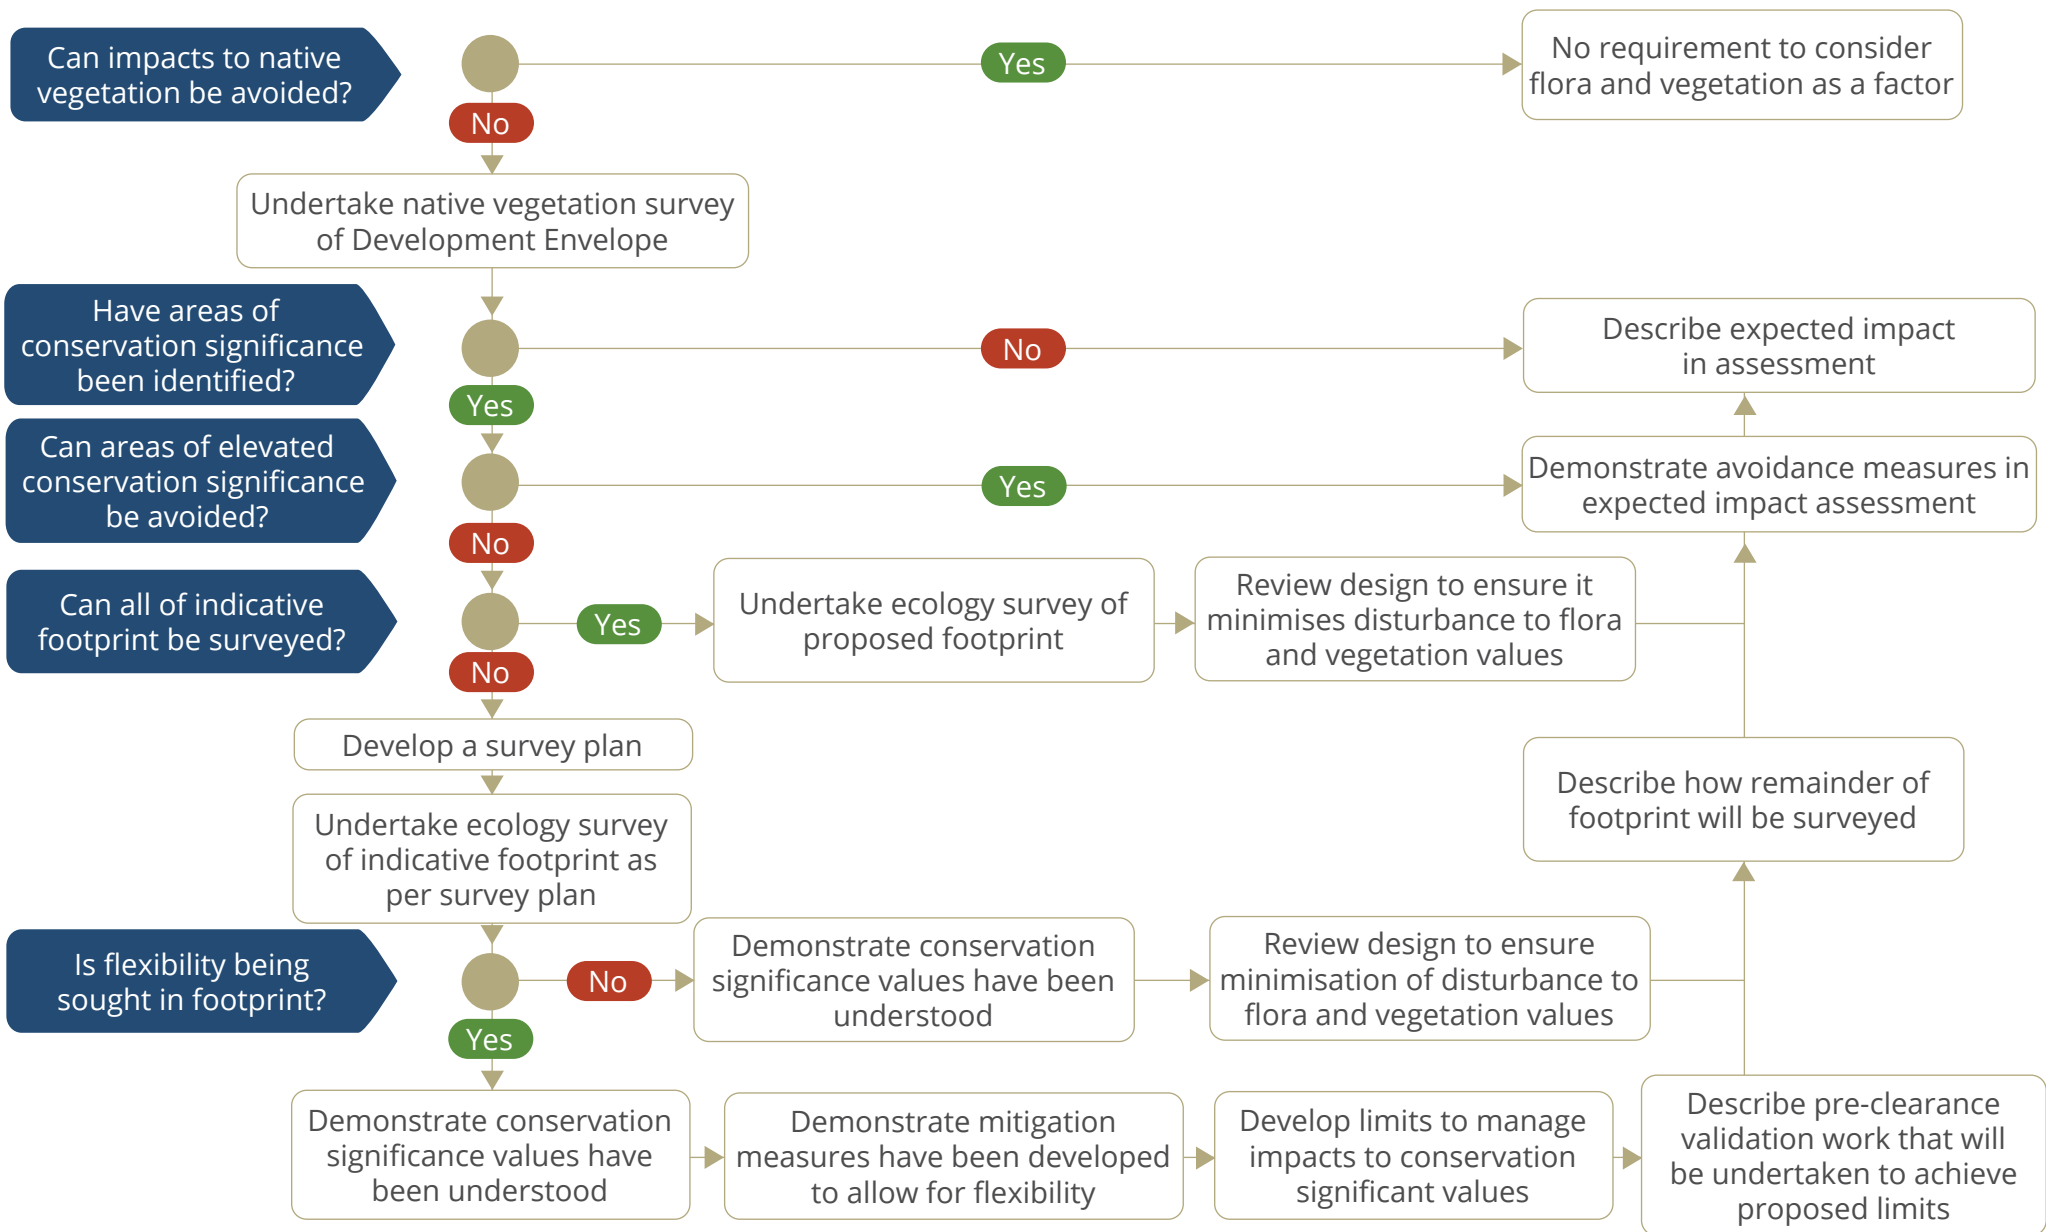 Can impacts to native
vegetation be avoided?
Yes
No requirement to consider
flora and vegetation as a factor
No
Undertake native vegetation survey
of Development Envelope
Have areas of
conservation significance
been identified?
No
Describe expected impact
in assessment
Yes
Can areas of elevated
conservation significance
be avoided?
Yes
Demonstrate avoidance measures in
expected impact assessment
No
Can all of indicative
footprint be surveyed?
Yes
Undertake ecology survey of
proposed footprint
Review design to ensure it
minimises disturbance to flora
and vegetation values
No
Develop a survey plan
Undertake ecology survey
of indicative footprint as
per survey plan
Describe how remainder of
footprint will be surveyed
Is flexibility being
sought in footprint?
No
Demonstrate conservation
significance values have been
understood
Review design to ensure
minimisation of disturbance to
flora and vegetation values
Yes
Demonstrate conservation
significance values have
been understood
Demonstrate mitigation
measures have been developed
to allow for flexibility
Develop limits to manage
impacts to conservation
significant values
Describe pre-clearance
validation work that will
be undertaken to achieve
proposed limits